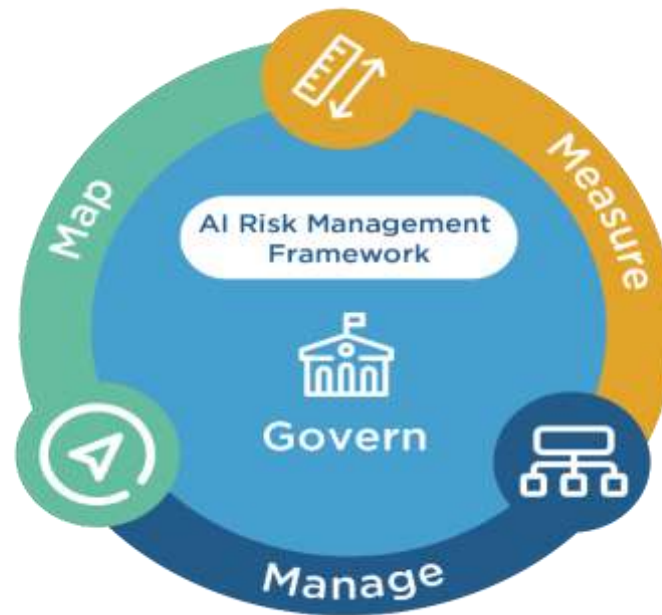 Map
Measure
AI Risk Management
Framework
Govern
Manage